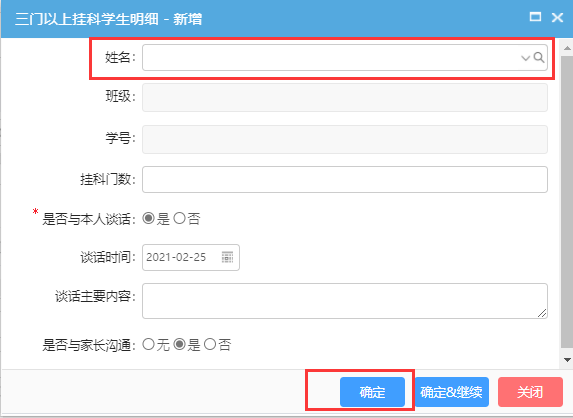 三门以上挂科学生明细 - 新增
姓名：
班级：
学号：
挂科门数：
* 是否与本人谈话： 是 否
谈话时间： 2021-02-25
谈话主要内容：
是否与家长沟通： 无 是 否
确定 确定&继续 关闭